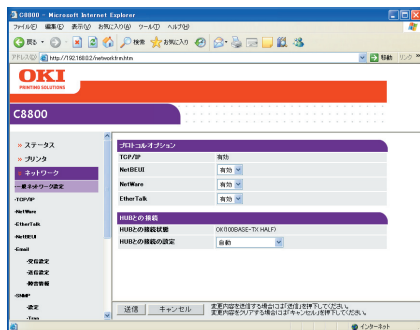 C8800 - Microsoft Internet Explorer
ファイル(F) 編集(E) 表示(V) お気に入り(A) ツール(T) ヘルプ(H)
戻る 検索 お気に入り
アドレス(D) http://192.168.0.2/networkfrm.htm 移動 リンク
OKI
PRINTING SOLUTIONS
C8800
» ステータス
» プリンタ
» ネットワーク
-一般ネットワーク設定
-TCP/IP
-NetWare
-EtherTalk
-NetBEUI
-Email
-受信設定
-送信設定
-障害情報
-SNMP
-設定
-Trap
プロトコルオプション
TCP/IP 有効
NetBEUI 有効
NetWare 有効
EtherTalk 有効
HUBとの接続
HUBとの接続状態 OK(100BASE-TX HALF)
HUBとの接続の設定 自動
送信 キャンセル 変更内容を送信する場合には「送信」を押下してください。
変更内容をクリアする場合には「キャンセル」を押下してください。
インターネット